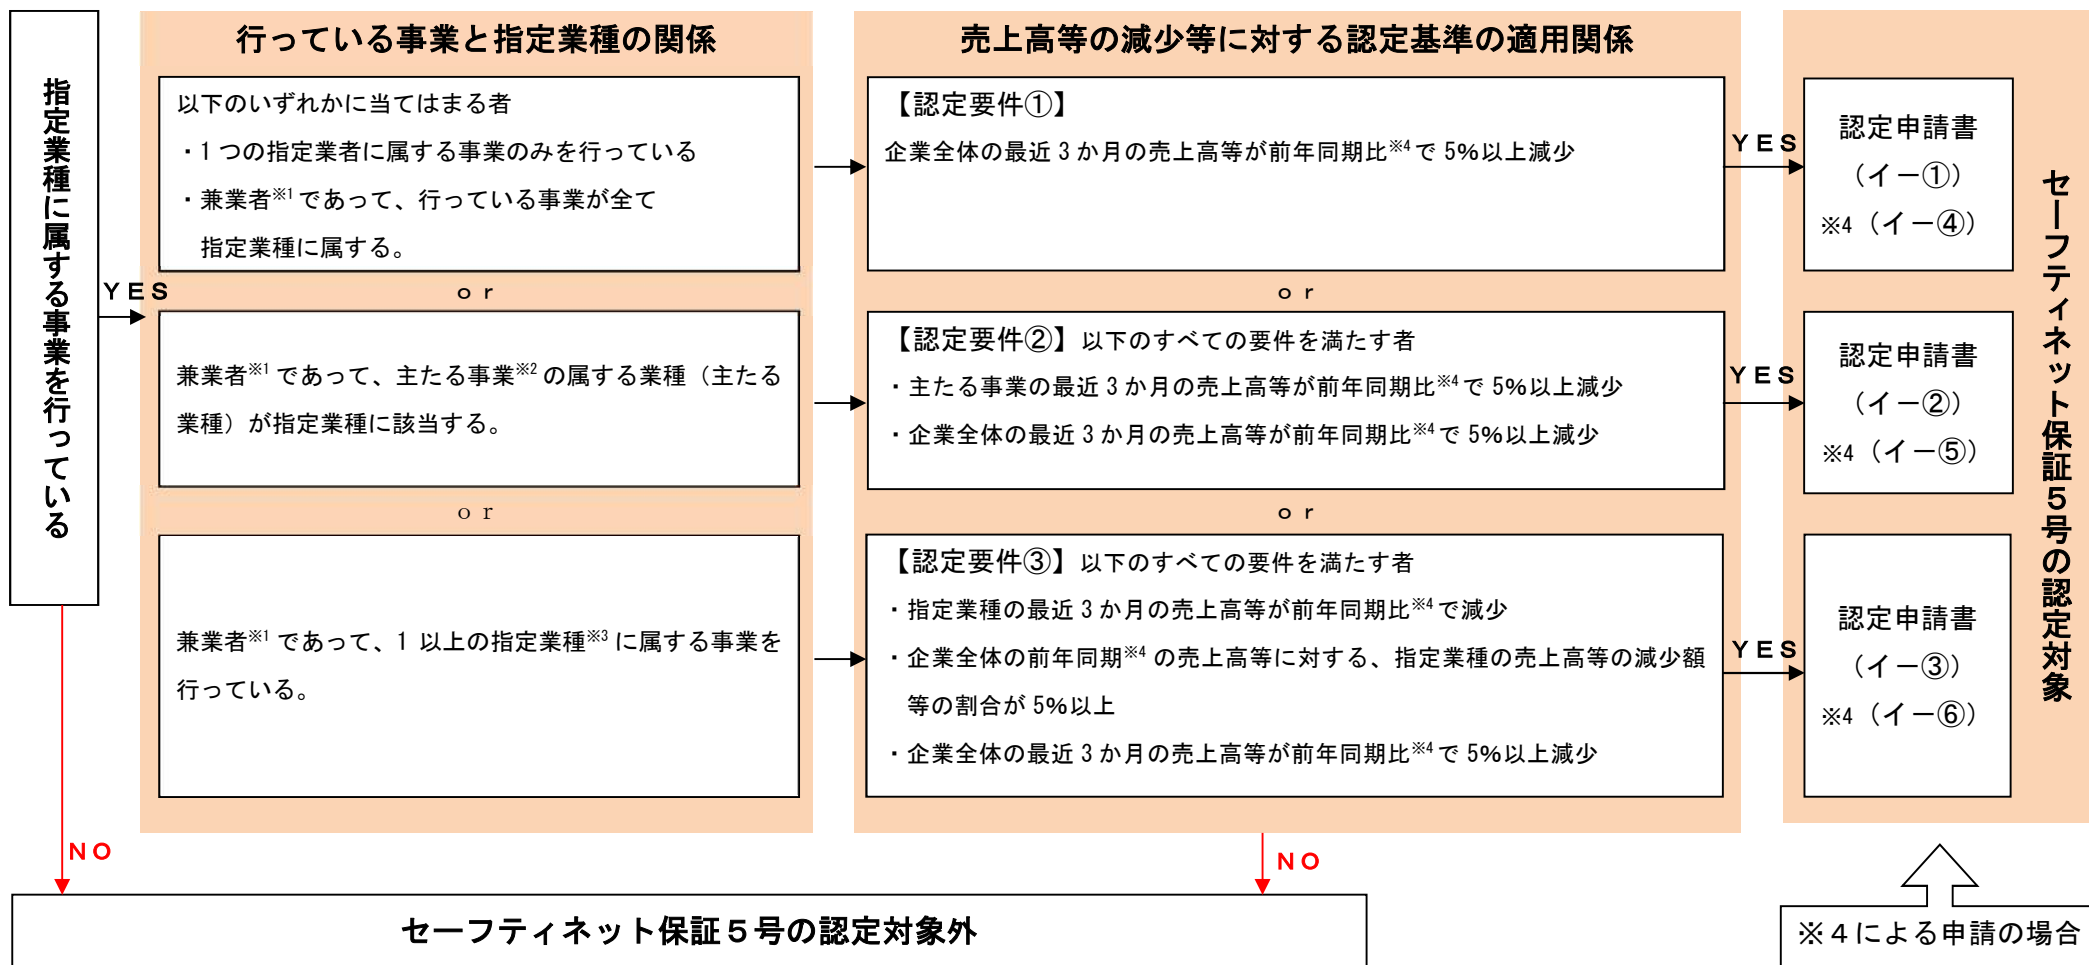 指定業種に属する事業を行っている
YES
NO
行っている事業と指定業種の関係
以下のいずれかに当てはまる者
・1つの指定業者に属する事業のみを行っている
・兼業者※1であって、行っている事業が全て
指定業種に属する。
or
兼業者※1であって、主たる事業※2の属する業種（主たる
業種）が指定業種に該当する。
or
兼業者※1であって、1 以上の指定業種※3に属する事業を
行っている。
売上高等の減少等に対する認定基準の適用関係
【認定要件①】
企業全体の最近3か月の売上高等が前年同期比※4で5%以上減少
or
【認定要件②】以下のすべての要件を満たす者
・主たる事業の最近3か月の売上高等が前年同期比※4で5%以上減少
・企業全体の最近3か月の売上高等が前年同期比※4で5%以上減少
or
【認定要件③】以下のすべての要件を満たす者
・指定業種の最近3か月の売上高等が前年同期比※4で減少
・企業全体の前年同期※4の売上高等に対する、指定業種の売上高等の減少額
等の割合が5%以上
・企業全体の最近3か月の売上高等が前年同期比※4で5%以上減少
NO
YES
認定申請書
（イー①）
※4（イー④）
YES
認定申請書
（イー②）
※4（イー⑤）
YES
認定申請書
（イー③）
※4（イー⑥）
セーフティネット保証５号の認定対象
セーフティネット保証５号の認定対象外
※４による申請の場合